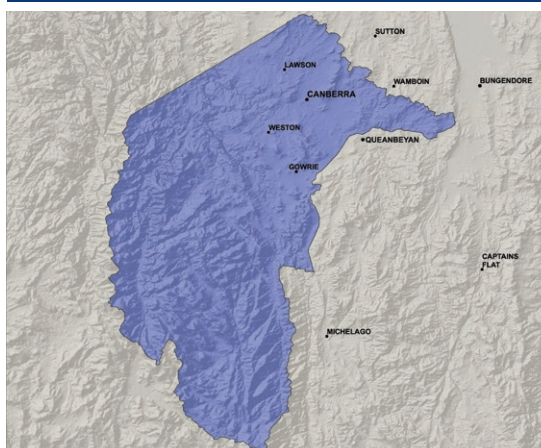 SUTTON
LAWSON
WAMBOIN
BUNGENDORE
CANBERRA
WESTON
QUEANBEYAN
GOWRIE
CAPTAINS
FLAT
MICHELAGO